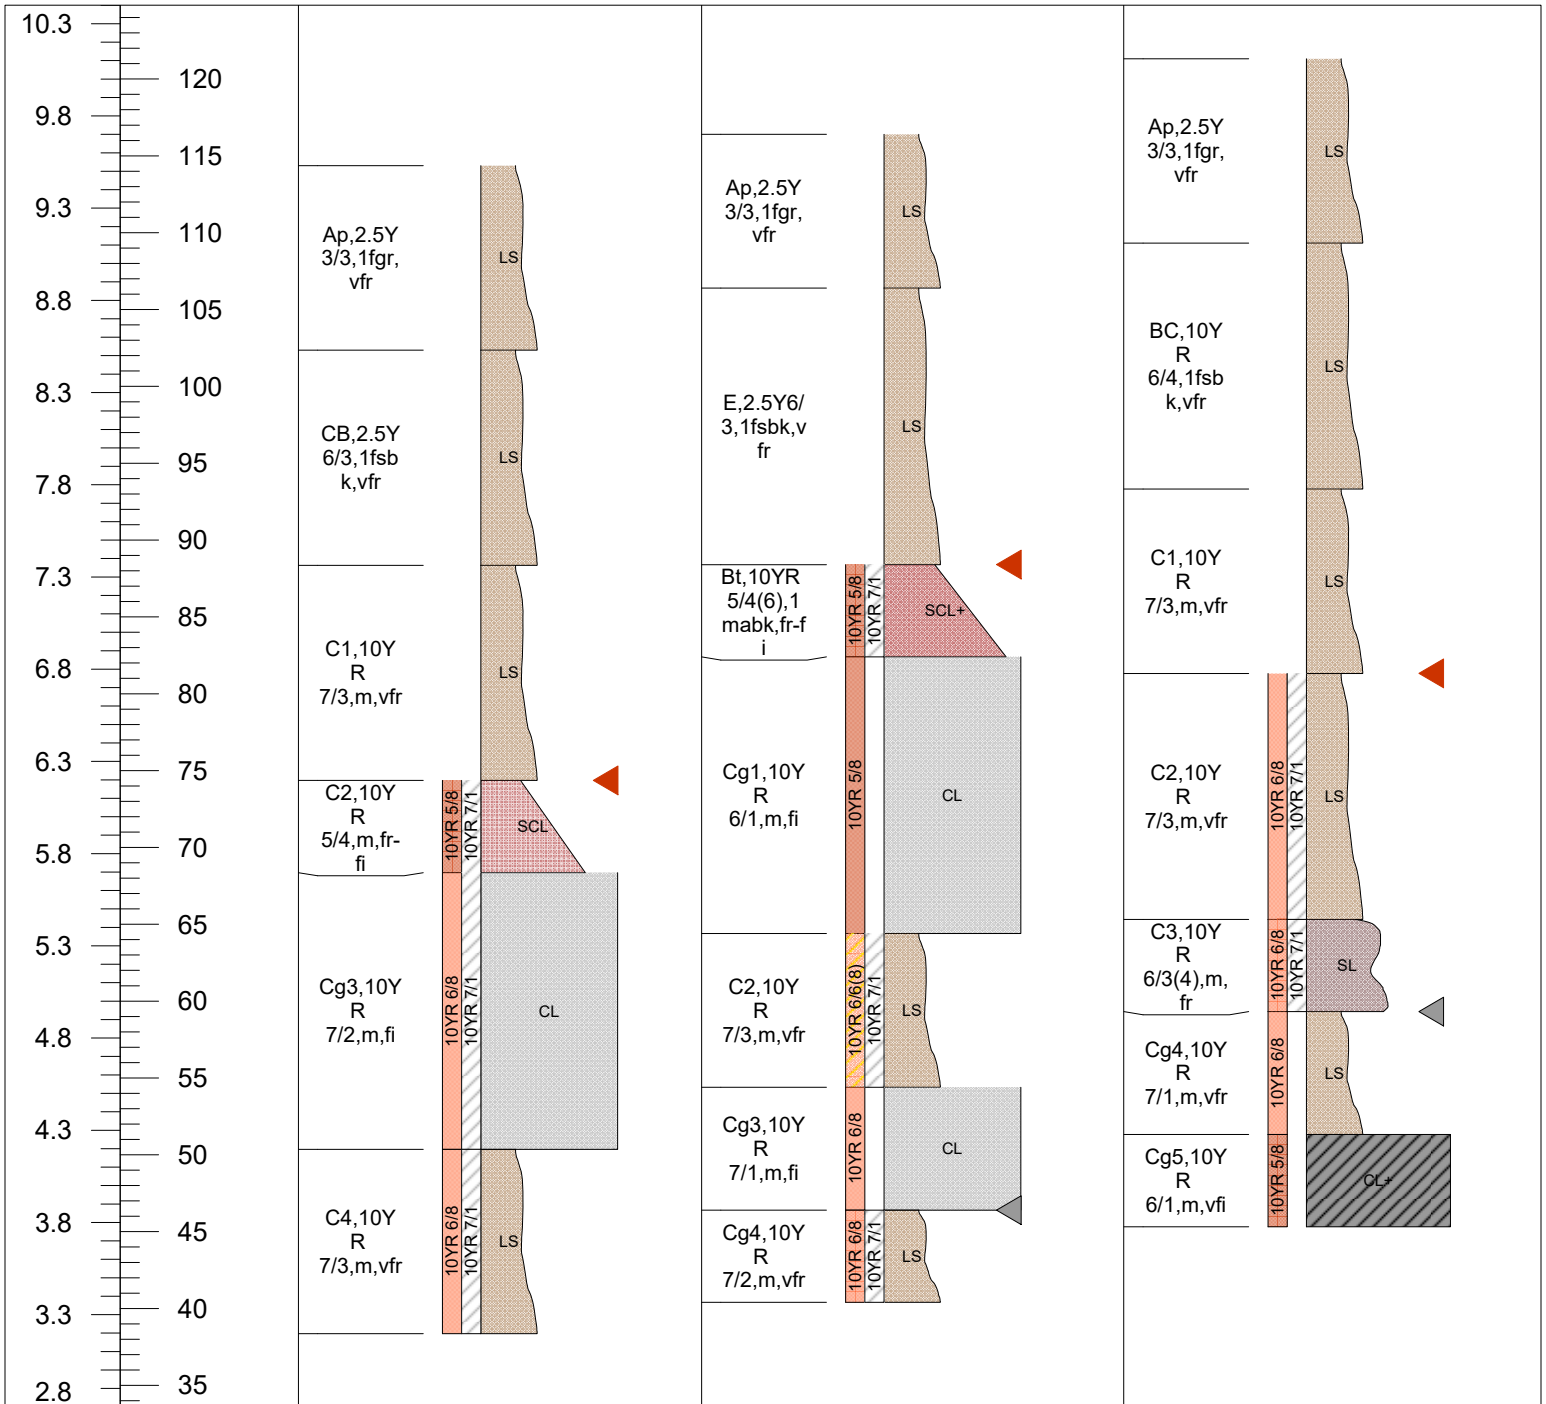 10.3
9.8
9.3
8.8
8.3
7.8
7.3
6.8
6.3
5.8
5.3
4.8
4.3
3.8
3.3
2.8
120
115
110
105
100
95
90
85
80
75
70
65
60
55
50
45
40
35
Ap,2.5Y
3/3,1fgr,
vfr
LS
CB,2.5Y
6/3,1fsb
k,vfr
LS
C1,10Y
R
7/3,m,vfr
LS
C2,10Y
R
5/4,m,fr-
fi
10YR 5/8
10YR 7/1
SCL
Cg3,10Y
R
7/2,m,fi
10YR 6/8
10YR 7/1
CL
C4,10Y
R
7/3,m,vfr
10YR 6/8
10YR 7/1
LS
Ap,2.5Y
3/3,1fgr,
vfr
LS
E,2.5Y6/
3,1fsbk,v
fr
LS
Bt,10YR
5/4(6),1
mabk,fr-f
i
10YR 5/8
10YR 7/1
SCL+
Cg1,10Y
R
6/1,m,fi
10YR 5/8
CL
C2,10Y
R
7/3,m,vfr
10YR 6/6(8)
10YR 7/1
LS
Cg3,10Y
R
7/1,m,fi
10YR 6/8
CL
Cg4,10Y
R
7/2,m,vfr
10YR 6/8
10YR 7/1
LS
Ap,2.5Y
3/3,1fgr,
vfr
LS
BC,10Y
R
6/4,1fsb
k,vfr
LS
C1,10Y
R
7/3,m,vfr
LS
C2,10Y
R
7/3,m,vfr
10YR 6/8
10YR 7/1
LS
C3,10Y
R
6/3(4),m,
fr
10YR 6/8
10YR 7/1
SL
Cg4,10Y
R
7/1,m,vfr
10YR 6/8
LS
Cg5,10Y
R
6/1,m,vfi
10YR 5/8
CL+